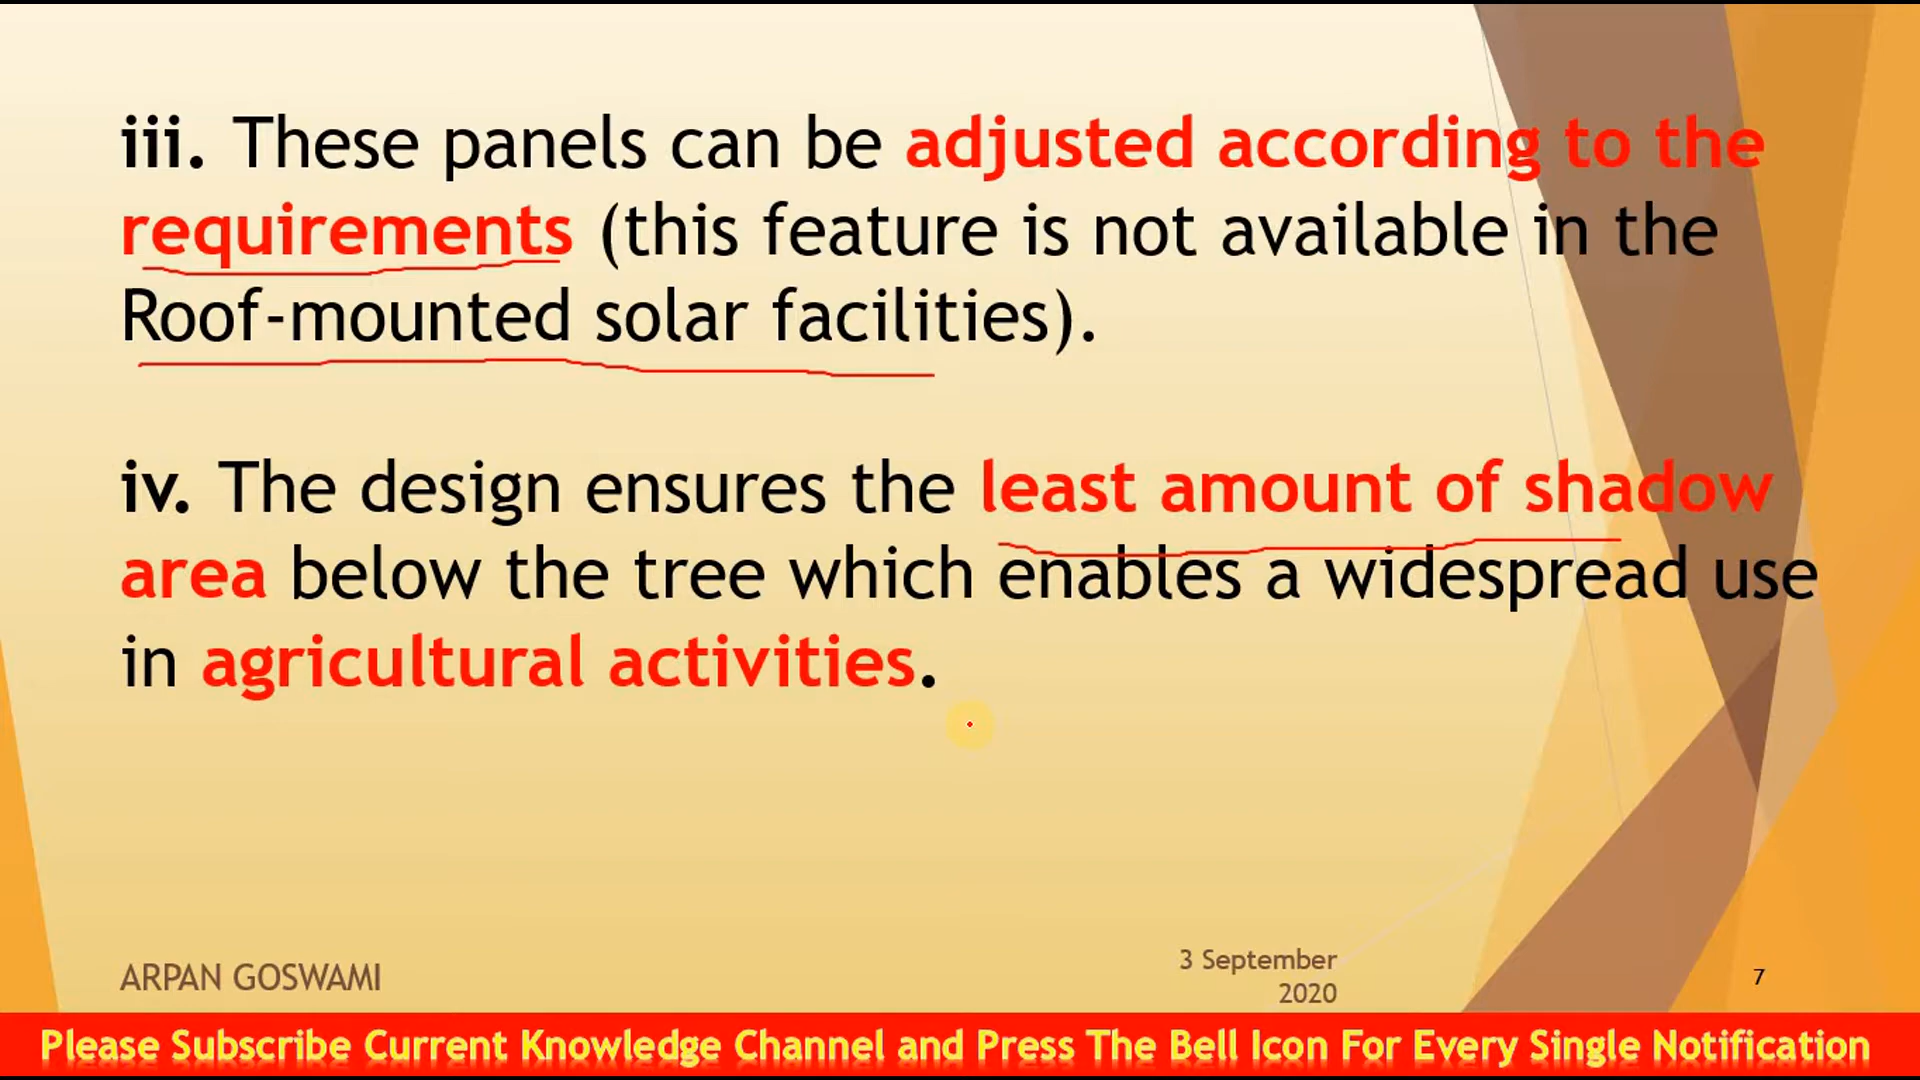 iii. These panels can be adjusted according to the
requirements (this feature is not available in the
Roof-mounted solar facilities).
iv. The design ensures the least amount of shadow
area below the tree which enables a widespread use
in agricultural activities.
ARPAN GOSWAMI
3 September
2020
7
Please Subscribe Current Knowledge Channel and Press The Bell Icon For Every Single Notification